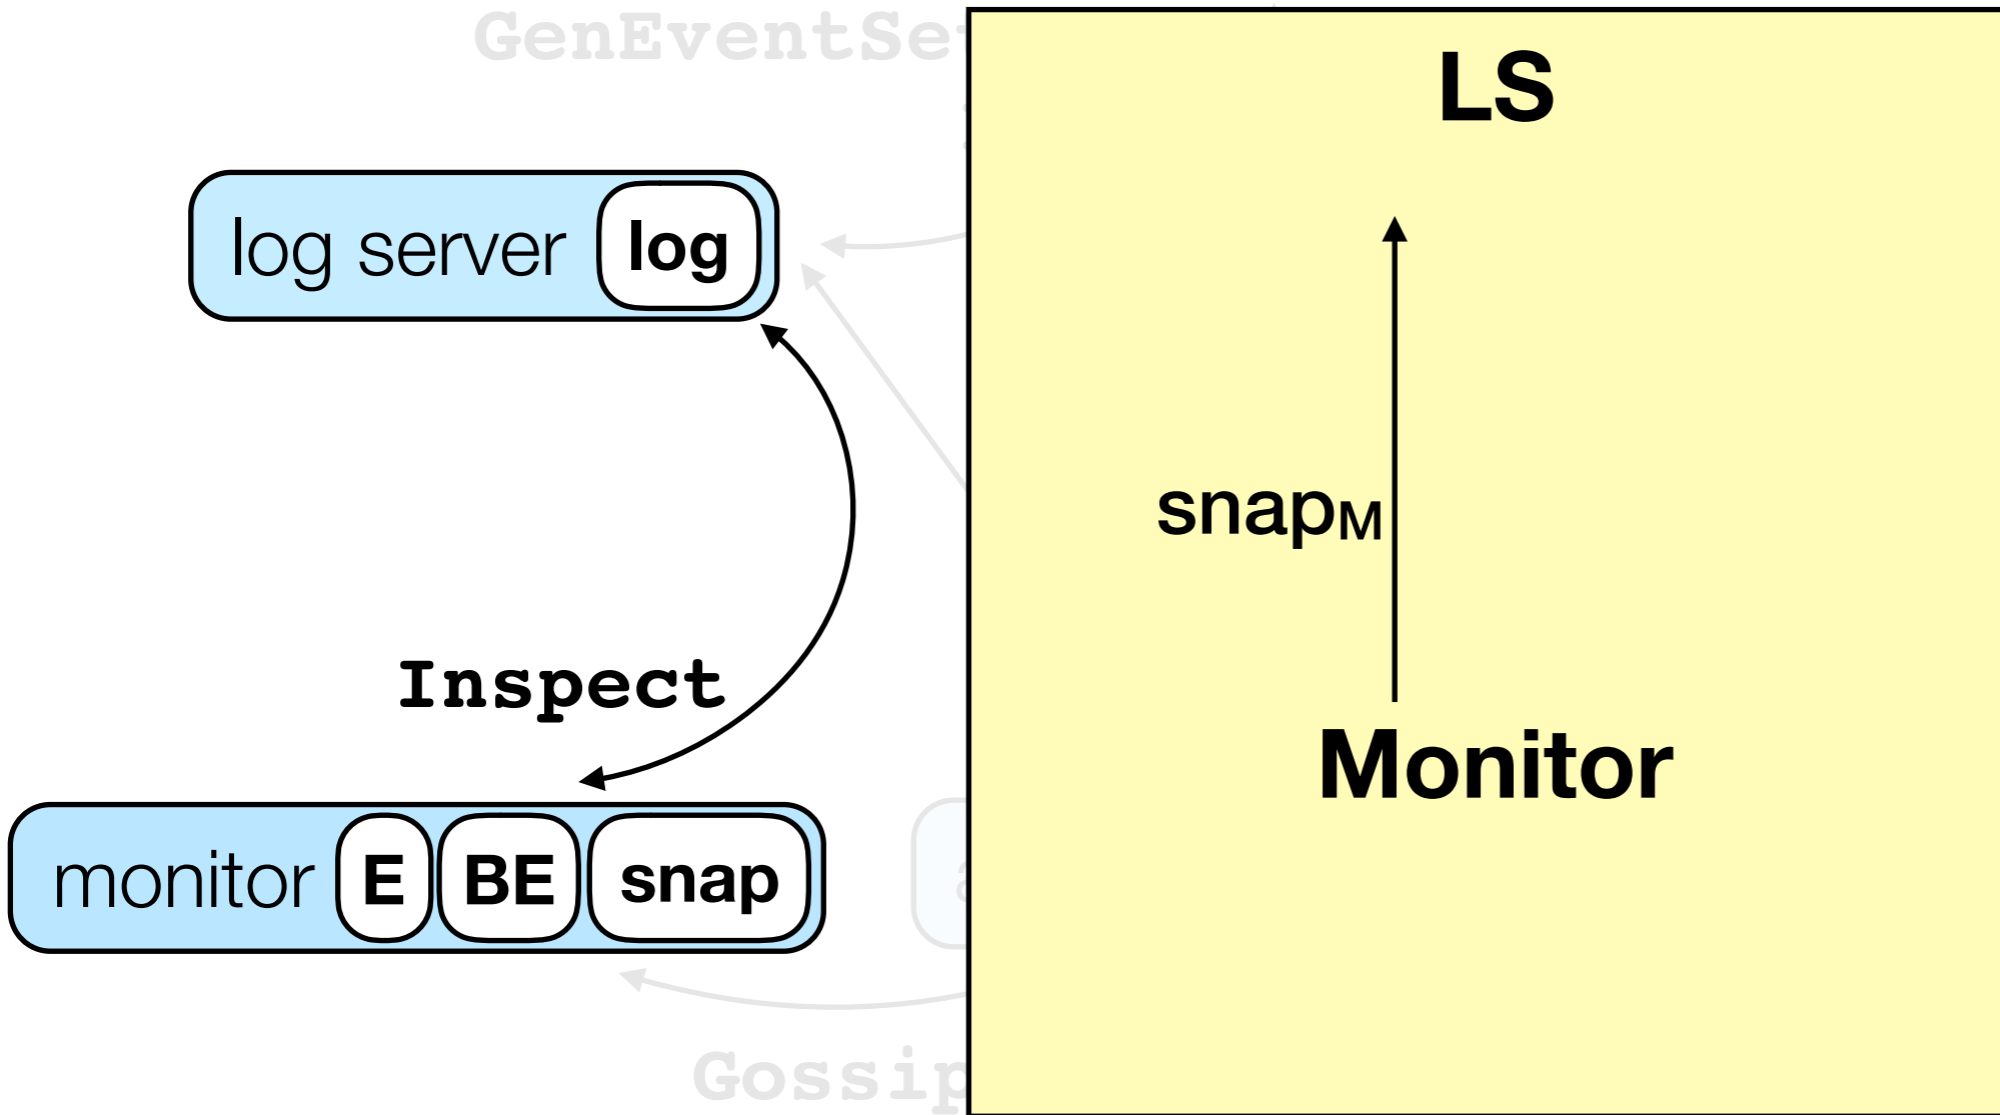 GenEventSe
LS
log server log
snapM
Inspect
Monitor
monitor E BE snap
Gossip